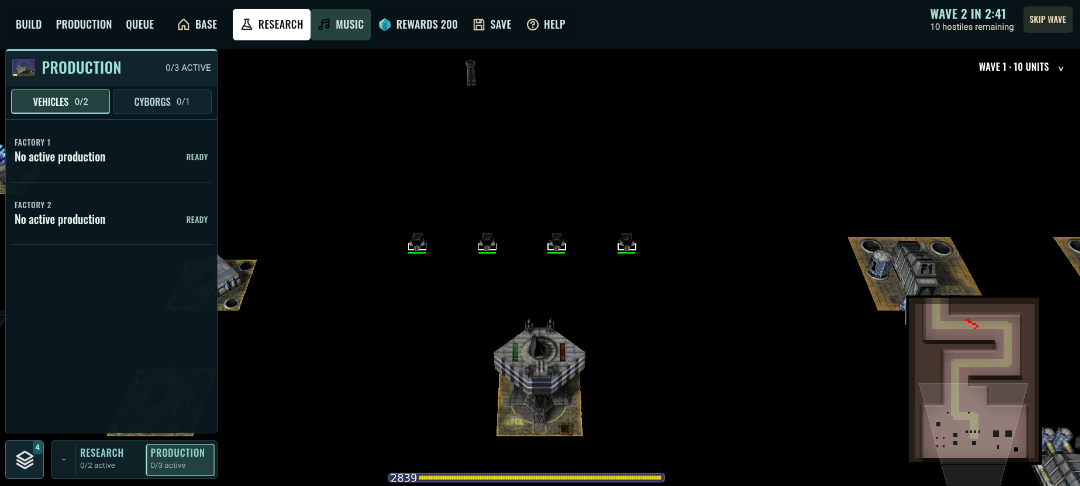 BUILD PRODUCTION QUEUE BASE RESEARCH MUSIC REWARDS 200 SAVE HELP
WAVE 2 IN 2:41
10 hostiles remaining
SKIP WAVE
PRODUCTION 0/3 ACTIVE
WAVE 1 · 10 UNITS
VEHICLES 0/2 CYBORGS 0/1
FACTORY 1
No active production READY
FACTORY 2
No active production READY
4
- RESEARCH
0/2 active
PRODUCTION
0/3 active
2839